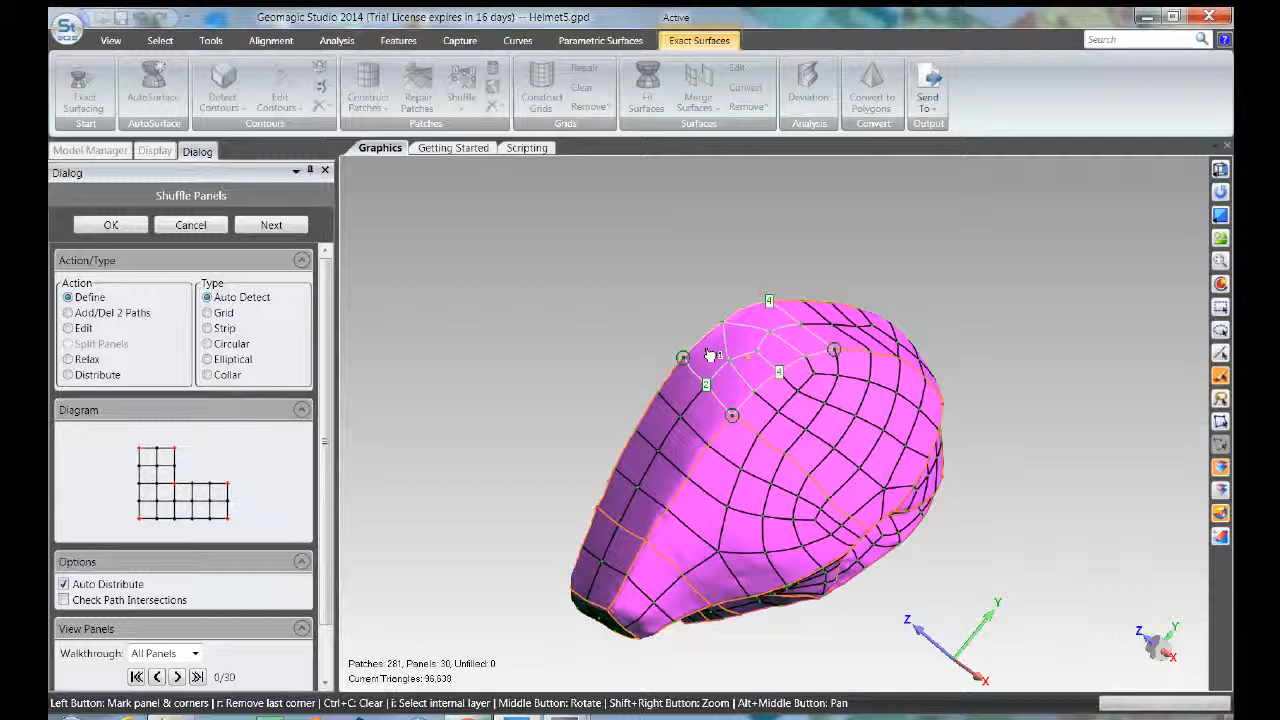 Geomagic Studio 2014 (Trial License expires in 16 days) -- Helmet5.gpd
Active
View Select Tools Alignment Analysis Features Capture Curves Parametric Surfaces Exact Surfaces
Search
Exact Surfacing
AutoSurface
Detect Contours
Edit Contours
Construct Patches
Repair Patches
Shuffle
Construct Grids
Repair
Clear
Remove
Fit Surfaces
Merge Surfaces
Edit
Convert
Remove
Deviation
Convert to Polygons
Send To
Start AutoSurface Contours Patches Grids Surfaces Analysis Convert Output
Model Manager Display Dialog
Graphics Getting Started Scripting
Dialog
Shuffle Panels
OK Cancel Next
Action/Type
Action Type
Define Auto Detect
Add/Del 2 Paths Grid
Edit Strip
Split Panels Circular
Relax Elliptical
Distribute Collar
Diagram
Options
Auto Distribute
Check Path Intersections
View Panels
Walkthrough: All Panels
0/30
4
1
2
4
Y
Z
X
Z
Y
X
Patches: 281, Panels: 30, Unfilled: 0
Current Triangles: 96,638
Left Button: Mark panel & corners | r: Remove last corner | Ctrl+C: Clear | i: Select internal layer | Middle Button: Rotate | Shift+Right Button: Zoom | Alt+Middle Button: Pan